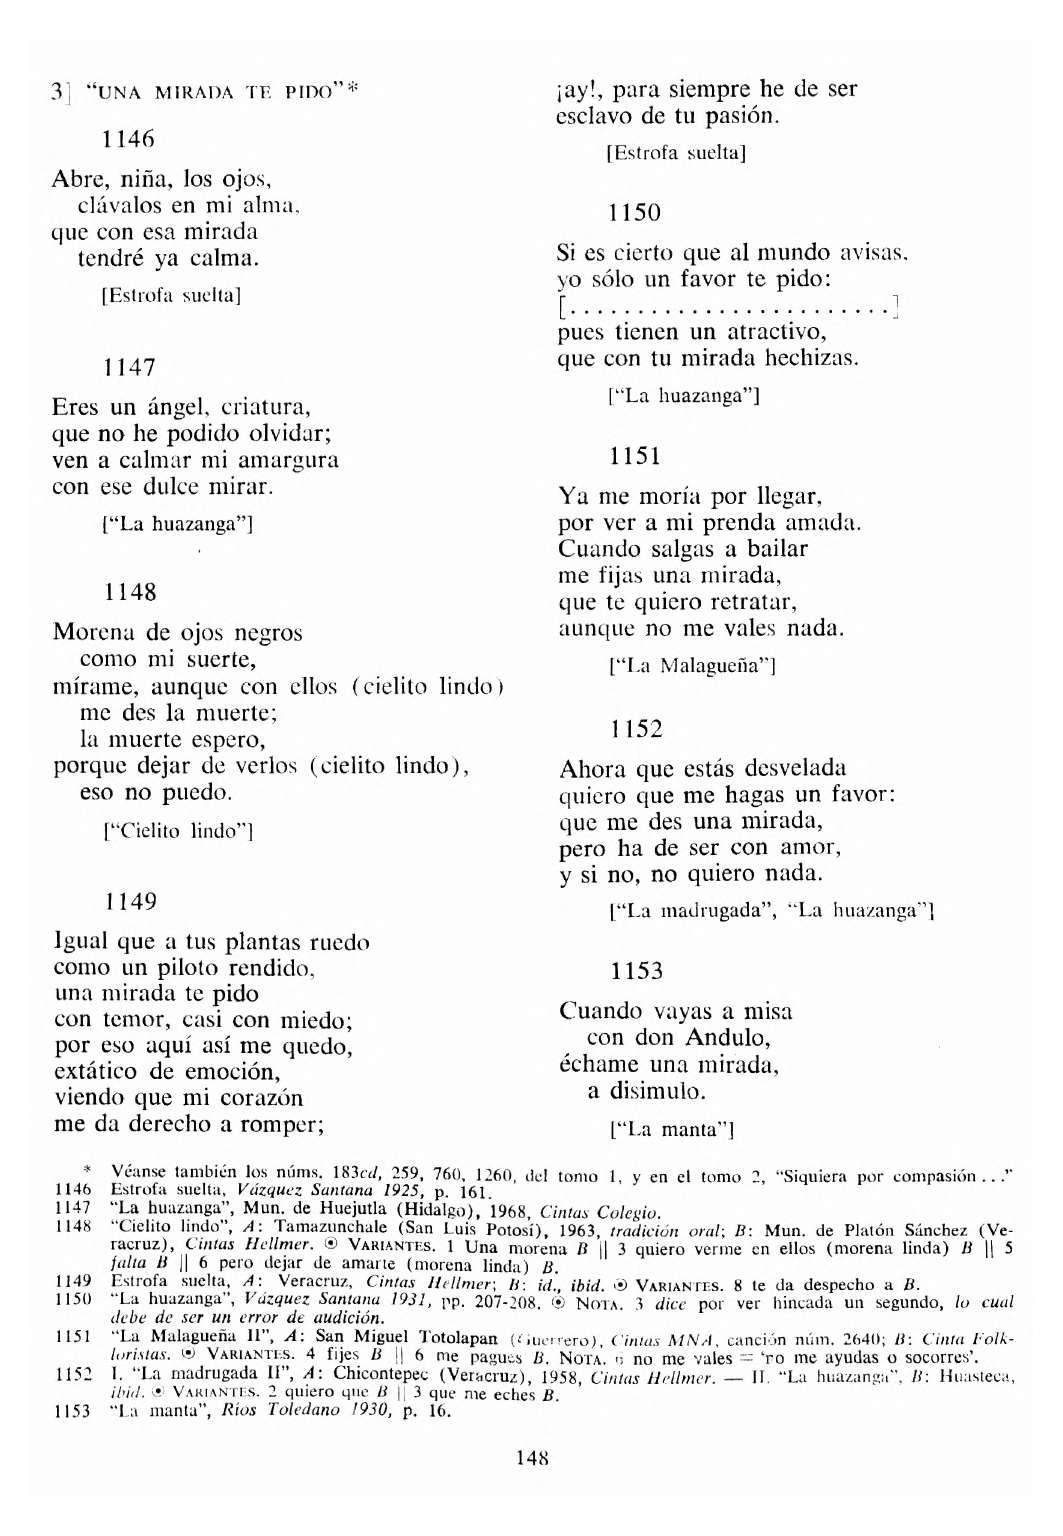 3] “UNA MIRADA TE PIDO”*
1146
Abre, niña, los ojos,
clávalos en mi alma,
que con esa mirada
tendré ya calma.
[Estrofa suelta]
1147
Eres un ángel, criatura,
que no he podido olvidar;
ven a calmar mi amargura
con ese dulce mirar.
[“La huazanga”]
1148
Morena de ojos negros
como mi suerte,
mírame, aunque con ellos (cielito lindo)
me des la muerte;
la muerte espero,
porque dejar de verlos (cielito lindo),
eso no puedo.
[“Cielito lindo”]
1149
Igual que a tus plantas ruedo
como un piloto rendido,
una mirada te pido
con temor, casi con miedo;
por eso aquí así me quedo,
extático de emoción,
viendo que mi corazón
me da derecho a romper;
¡ay!, para siempre he de ser
esclavo de tu pasión.
[Estrofa suelta]
1150
Si es cierto que al mundo avisas,
yo sólo un favor te pido:
[........................]
pues tienen un atractivo,
que con tu mirada hechizas.
[“La huazanga”]
1151
Ya me moría por llegar,
por ver a mi prenda amada.
Cuando salgas a bailar
me fijas una mirada,
que te quiero retratar,
aunque no me vales nada.
[“La Malagueña”]
1152
Ahora que estás desvelada
quiero que me hagas un favor:
que me des una mirada,
pero ha de ser con amor,
y si no, no quiero nada.
[“La madrugada”, “La huazanga”]
1153
Cuando vayas a misa
con don Andulo,
échame una mirada,
a disimulo.
[“La manta”]
* Véanse también los núms. 183cd, 259, 760, 1260, del tomo 1, y en el tomo 2, “Siquiera por compasión...”
1146 Estrofa suelta, Vázquez Santana 1925, p. 161.
1147 “La huazanga”, Mun. de Huejutla (Hidalgo), 1968, Cintas Colegio.
1148 “Cielito lindo”, A: Tamazunchale (San Luis Potosí), 1963, tradición oral; B: Mun. de Platón Sánchez (Ve-
racruz), Cintas Hellmer. ⊙ VARIANTES. 1 Una morena B || 3 quiero verme en ellos (morena linda) B || 5
falta B || 6 pero dejar de amarte (morena linda) B.
1149 Estrofa suelta, A: Veracruz, Cintas Hellmer; B: id., ibid. ⊙ VARIANTES. 8 te da despecho a B.
1150 “La huazanga”, Vázquez Santana 1931, pp. 207-208. ⊙ NOTA. 3 dice por ver hincada un segundo, lo cual
debe de ser un error de audición.
1151 “La Malagueña II”, A: San Miguel Totolapan (Guerrero), Cintas MNA, canción núm. 2640; B: Cinta Folk-
loristas. ⊙ VARIANTES. 4 fijes B || 6 me pagues B. NOTA. 6 no me vales = ‘no me ayudas o socorres’.
1152 I. “La madrugada II”, A: Chicontepec (Veracruz), 1958, Cintas Hellmer. — II. “La huazanga”, B: Huasteca,
ibid. ⊙ VARIANTES. 2 quiero que B || 3 que me eches B.
1153 “La manta”, Ríos Toledano 1930, p. 16.
148